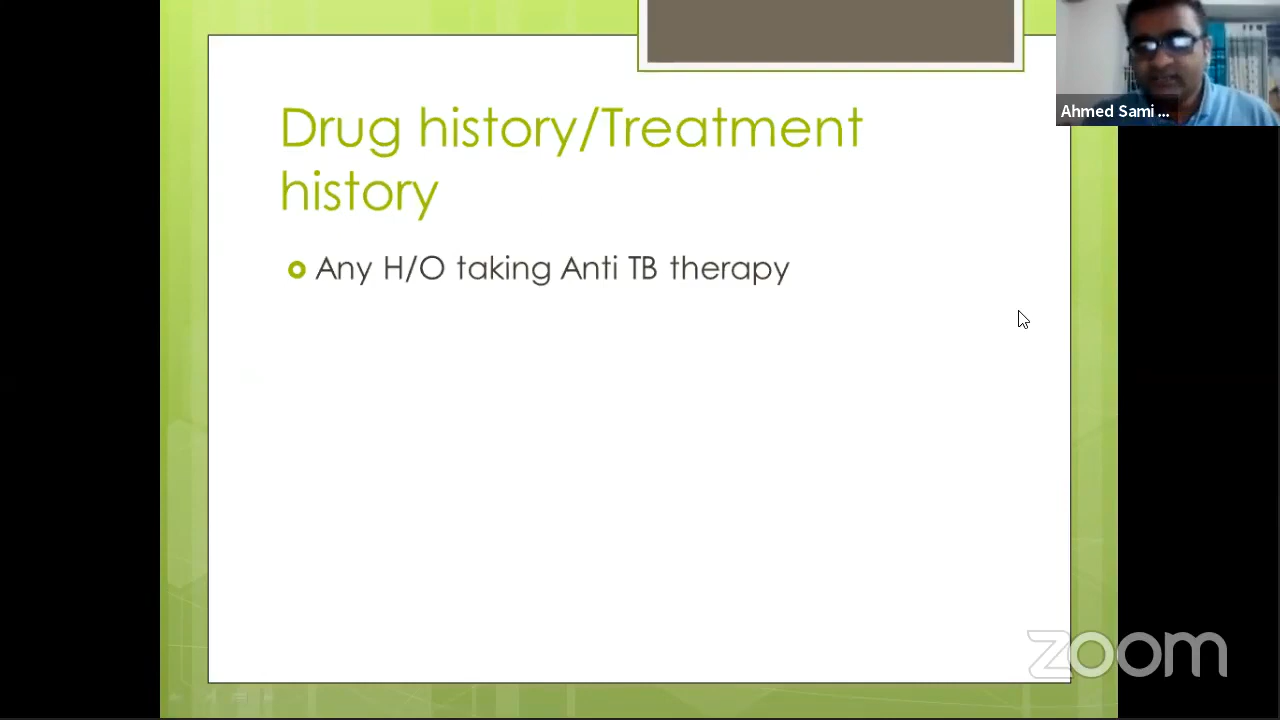 Drug history/Treatment
history
Any H/O taking Anti TB therapy
Ahmed Sami ...
zoom